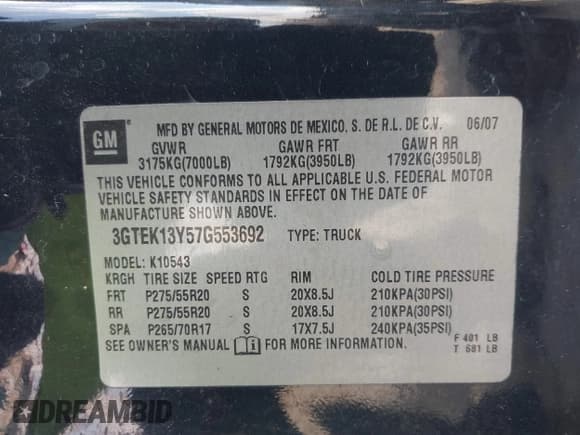 GM
MFD BY GENERAL MOTORS DE MEXICO, S. DE R.L. DE C.V. 06/07
GVWR GAWR FRT GAWR RR
3175KG(7000LB) 1792KG(3950LB) 1792KG(3950LB)
THIS VEHICLE CONFORMS TO ALL APPLICABLE U.S. FEDERAL MOTOR
VEHICLE SAFETY STANDARDS IN EFFECT ON THE DATE OF
MANUFACTURE SHOWN ABOVE.
3GTEK13Y57G553692 TYPE: TRUCK
MODEL: K10543
KRGH TIRE SIZE SPEED RTG RIM COLD TIRE PRESSURE
FRT P275/55R20 S 20X8.5J 210KPA(30PSI)
RR P275/55R20 S 20X8.5J 210KPA(30PSI)
SPA P265/70R17 S 17X7.5J 240KPA(35PSI)
SEE OWNER'S MANUAL FOR MORE INFORMATION.
F 401 LB
T 681 LB
DREAMBID